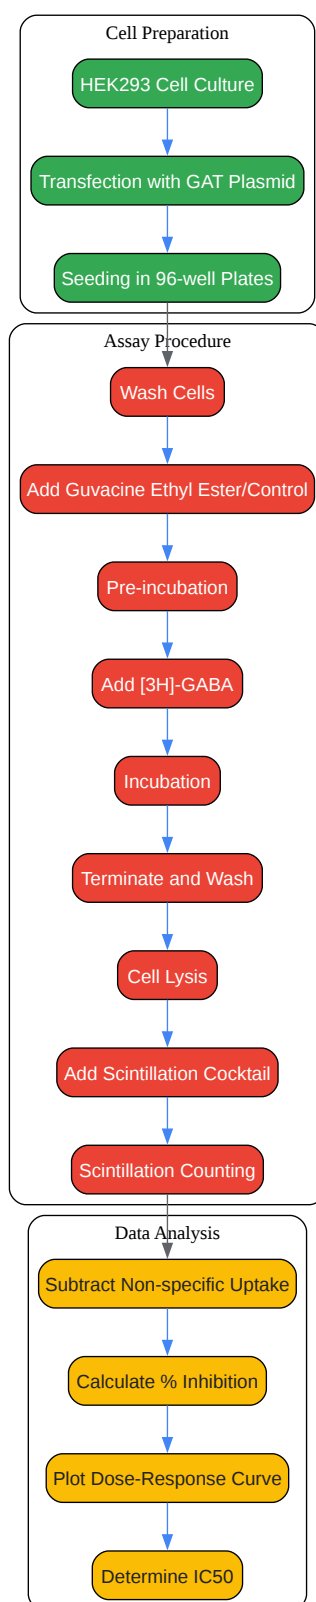 Cell Preparation
HEK293 Cell Culture
Transfection with GAT Plasmid
Seeding in 96-well Plates
Assay Procedure
Wash Cells
Add Guvacine Ethyl Ester/Control
Pre-incubation
Add [3H]-GABA
Incubation
Terminate and Wash
Cell Lysis
Add Scintillation Cocktail
Scintillation Counting
Data Analysis
Subtract Non-specific Uptake
Calculate % Inhibition
Plot Dose-Response Curve
Determine IC50